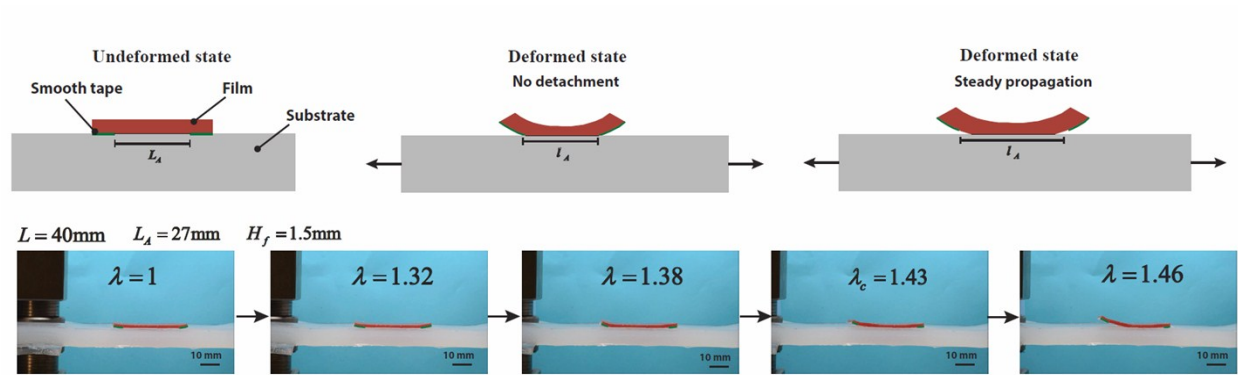 Undeformed state
Smooth tape
Film
Substrate
L_A
Deformed state
No detachment
l_A
Deformed state
Steady propagation
l_A
L = 40mm L_A = 27mm H_f = 1.5mm
λ = 1
10 mm
λ = 1.32
10 mm
λ = 1.38
10 mm
λ_c = 1.43
10 mm
λ = 1.46
10 mm